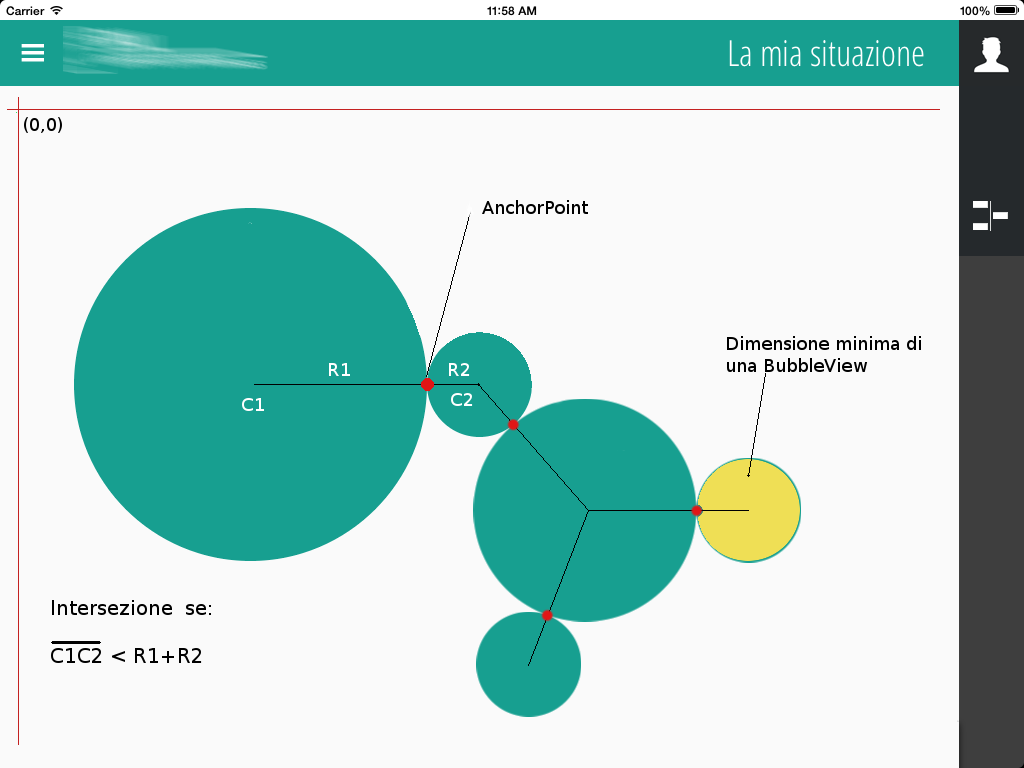 Carrier 11:58 AM 100%
La mia situazione
(0,0)
AnchorPoint
Dimensione minima di
una BubbleView
R1 R2
C1 C2
Intersezione se:
C1C2 < R1+R2